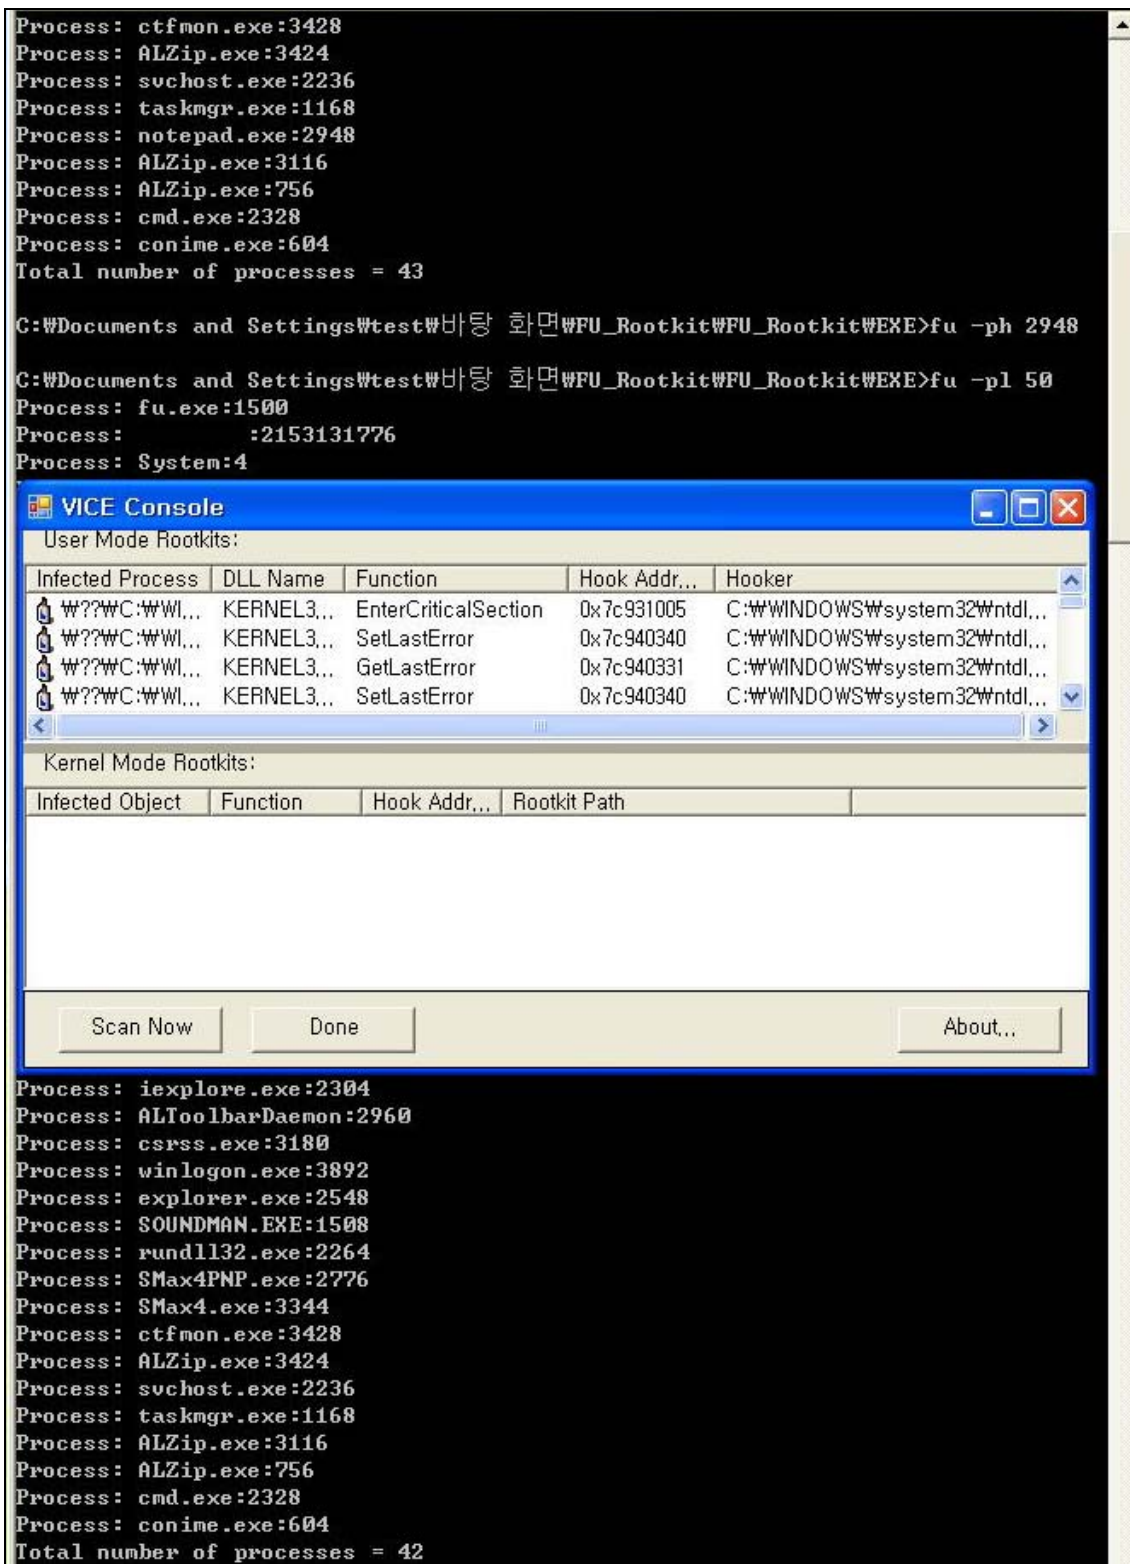 Process: ctfmon.exe:3428
Process: ALZip.exe:3424
Process: svchost.exe:2236
Process: taskmgr.exe:1168
Process: notepad.exe:2948
Process: ALZip.exe:3116
Process: ALZip.exe:756
Process: cmd.exe:2328
Process: conime.exe:604
Total number of processes = 43
C:₩Documents and Settings₩test₩바탕 화면₩FU_Rootkit₩FU_Rootkit₩EXE>fu -ph 2948
C:₩Documents and Settings₩test₩바탕 화면₩FU_Rootkit₩FU_Rootkit₩EXE>fu -pl 50
Process: fu.exe:1500
Process: :2153131776
Process: System:4
VICE Console
User Mode Rootkits:
Infected Process DLL Name Function Hook Addr... Hooker
₩??₩C:₩WI... KERNEL3... EnterCriticalSection 0x7c931005 C:₩WINDOWS₩system32₩ntdl...
₩??₩C:₩WI... KERNEL3... SetLastError 0x7c940340 C:₩WINDOWS₩system32₩ntdl...
₩??₩C:₩WI... KERNEL3... GetLastError 0x7c940331 C:₩WINDOWS₩system32₩ntdl...
₩??₩C:₩WI... KERNEL3... SetLastError 0x7c940340 C:₩WINDOWS₩system32₩ntdl...
Kernel Mode Rootkits:
Infected Object Function Hook Addr... Rootkit Path
Scan Now Done About...
Process: iexplore.exe:2304
Process: ALToolbarDaemon:2960
Process: csrss.exe:3180
Process: winlogon.exe:3892
Process: explorer.exe:2548
Process: SOUNDMAN.EXE:1508
Process: rundll32.exe:2264
Process: SMax4PNP.exe:2776
Process: SMax4.exe:3344
Process: ctfmon.exe:3428
Process: ALZip.exe:3424
Process: svchost.exe:2236
Process: taskmgr.exe:1168
Process: ALZip.exe:3116
Process: ALZip.exe:756
Process: cmd.exe:2328
Process: conime.exe:604
Total number of processes = 42